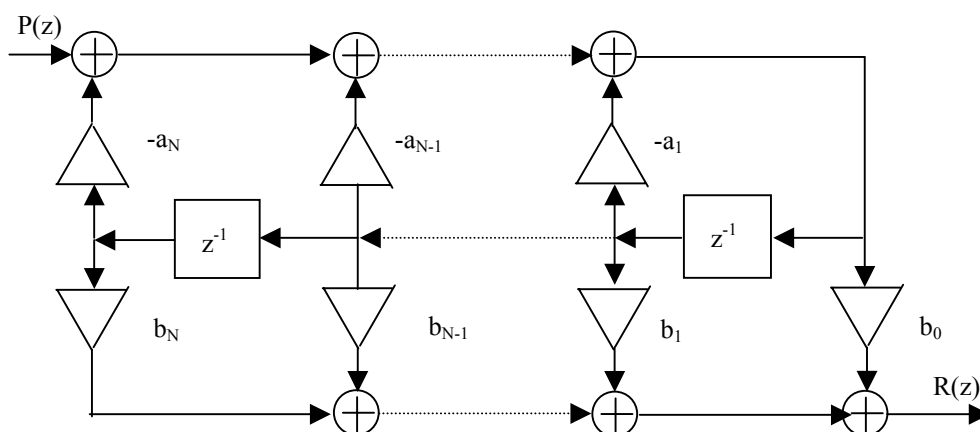 P(z)
-a_N
-a_{N-1}
-a_1
z^{-1}
z^{-1}
b_N
b_{N-1}
b_1
b_0
R(z)